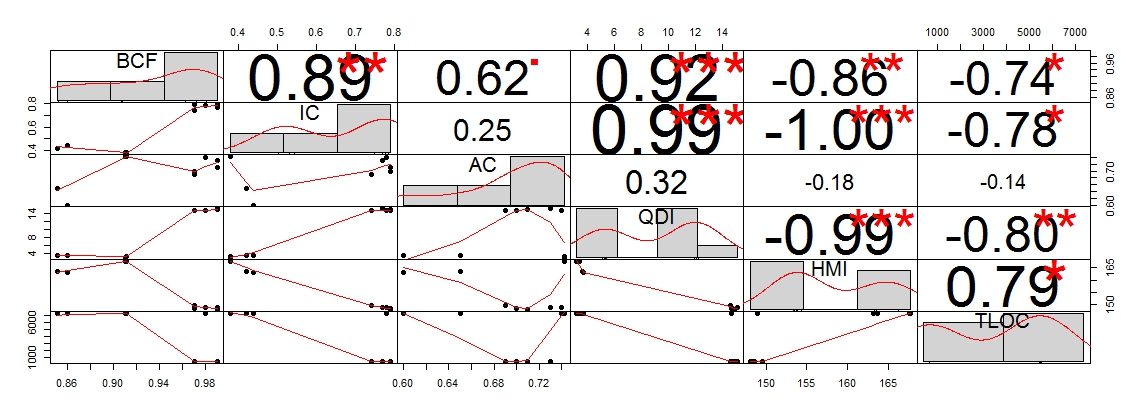 0.4 0.5 0.6 0.7 0.8 4 6 8 10 12 14 1000 3000 5000 7000
BCF 0.89** 0.62. 0.92*** -0.86** -0.74* 0.86 0.96
0.4 0.6 0.8 IC 0.25 0.99*** -1.00*** -0.78*
AC 0.32 -0.18 -0.14 0.60 0.70
4 8 14 QDI -0.99*** -0.80**
HMI 0.79* 150 165
1000 6000 TLOC
0.86 0.90 0.94 0.98 0.60 0.64 0.68 0.72 150 155 160 165